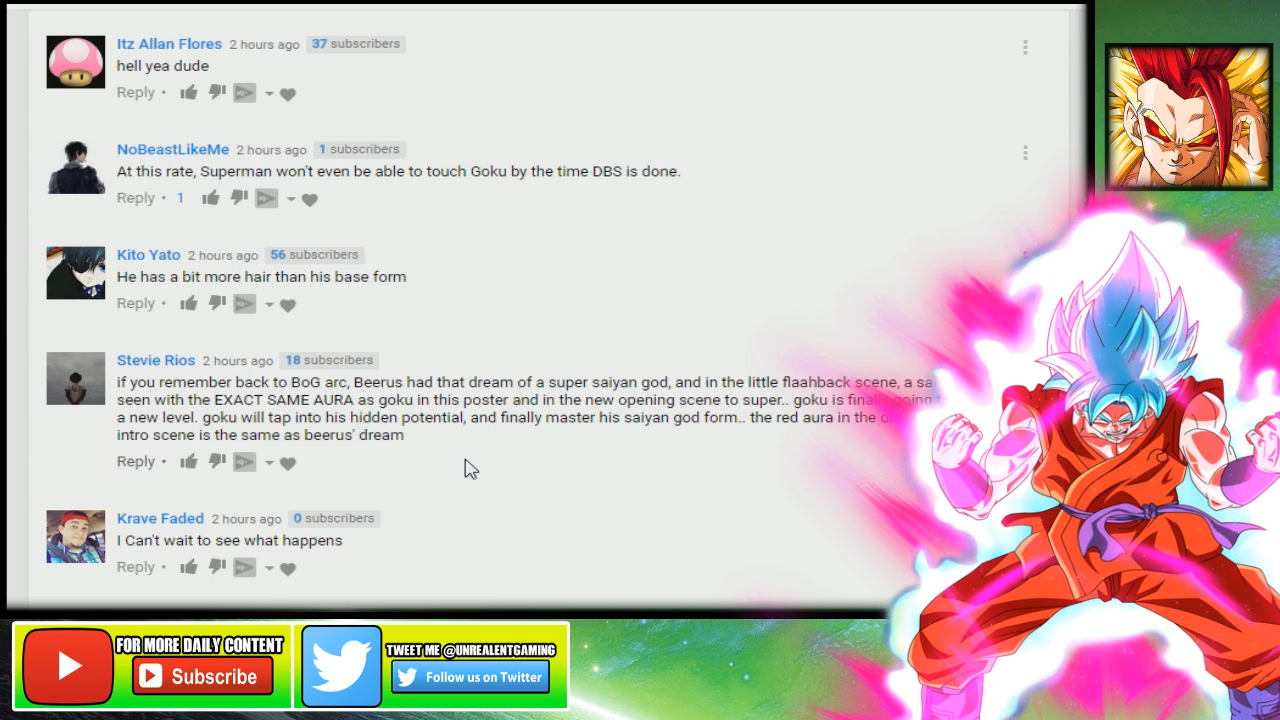 Itz Allan Flores 2 hours ago 37 subscribers
hell yea dude
Reply •
NoBeastLikeMe 2 hours ago 1 subscribers
At this rate, Superman won't even be able to touch Goku by the time DBS is done.
Reply • 1
Kito Yato 2 hours ago 56 subscribers
He has a bit more hair than his base form
Reply •
Stevie Rios 2 hours ago 18 subscribers
if you remember back to BoG arc, Beerus had that dream of a super saiyan god, and in the little flaahback scene, a
seen with the EXACT SAME AURA as goku in this poster and in the new opening scene to super.. goku is finally going
a new level. goku will tap into his hidden potential, and finally master his saiyan god form.. the red aura in the
intro scene is the same as beerus' dream
Reply •
Krave Faded 2 hours ago 0 subscribers
I Can't wait to see what happens
Reply •
FOR MORE DAILY CONTENT
Subscribe
TWEET ME @UNREALENTGAMING
Follow us on Twitter